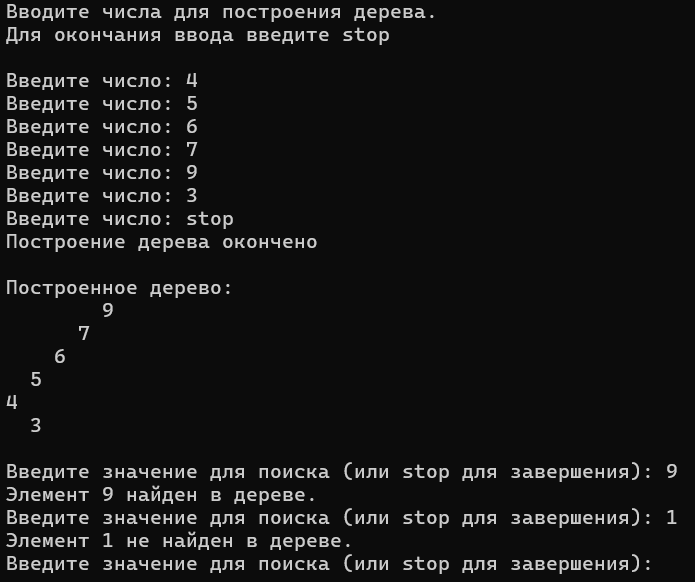 Вводите числа для построения дерева.
Для окончания ввода введите stop
Введите число: 4
Введите число: 5
Введите число: 6
Введите число: 7
Введите число: 9
Введите число: 3
Введите число: stop
Построение дерева окончено
Построенное дерево:
        9
      7
    6
  5
4
  3
Введите значение для поиска (или stop для завершения): 9
Элемент 9 найден в дереве.
Введите значение для поиска (или stop для завершения): 1
Элемент 1 не найден в дереве.
Введите значение для поиска (или stop для завершения):